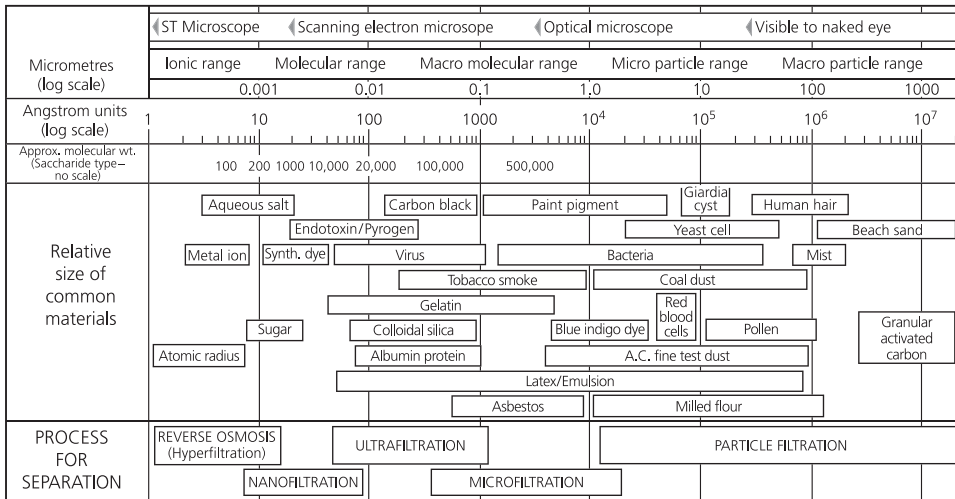 ST Microscope Scanning electron microsope Optical microscope Visible to naked eye
Micrometres
(log scale)
Ionic range Molecular range Macro molecular range Micro particle range Macro particle range
0.001 0.01 0.1 1.0 10 100 1000
Angstrom units
(log scale)
1 10 100 1000 10⁴ 10⁵ 10⁶ 10⁷
Approx. molecular wt.
(Saccharide type–
no scale)
100 200 1000 10,000 20,000 100,000 500,000
Relative
size of
common
materials
Aqueous salt Carbon black Paint pigment Giardia
cyst Human hair
Endotoxin/Pyrogen Yeast cell Beach sand
Metal ion Synth. dye Virus Bacteria Mist
Tobacco smoke Coal dust
Gelatin Red
blood
cells
Sugar Colloidal silica Blue indigo dye Pollen Granular
activated
carbon
Atomic radius Albumin protein A.C. fine test dust
Latex/Emulsion
Asbestos Milled flour
PROCESS
FOR
SEPARATION
REVERSE OSMOSIS
(Hyperfiltration)
ULTRAFILTRATION PARTICLE FILTRATION
NANOFILTRATION MICROFILTRATION